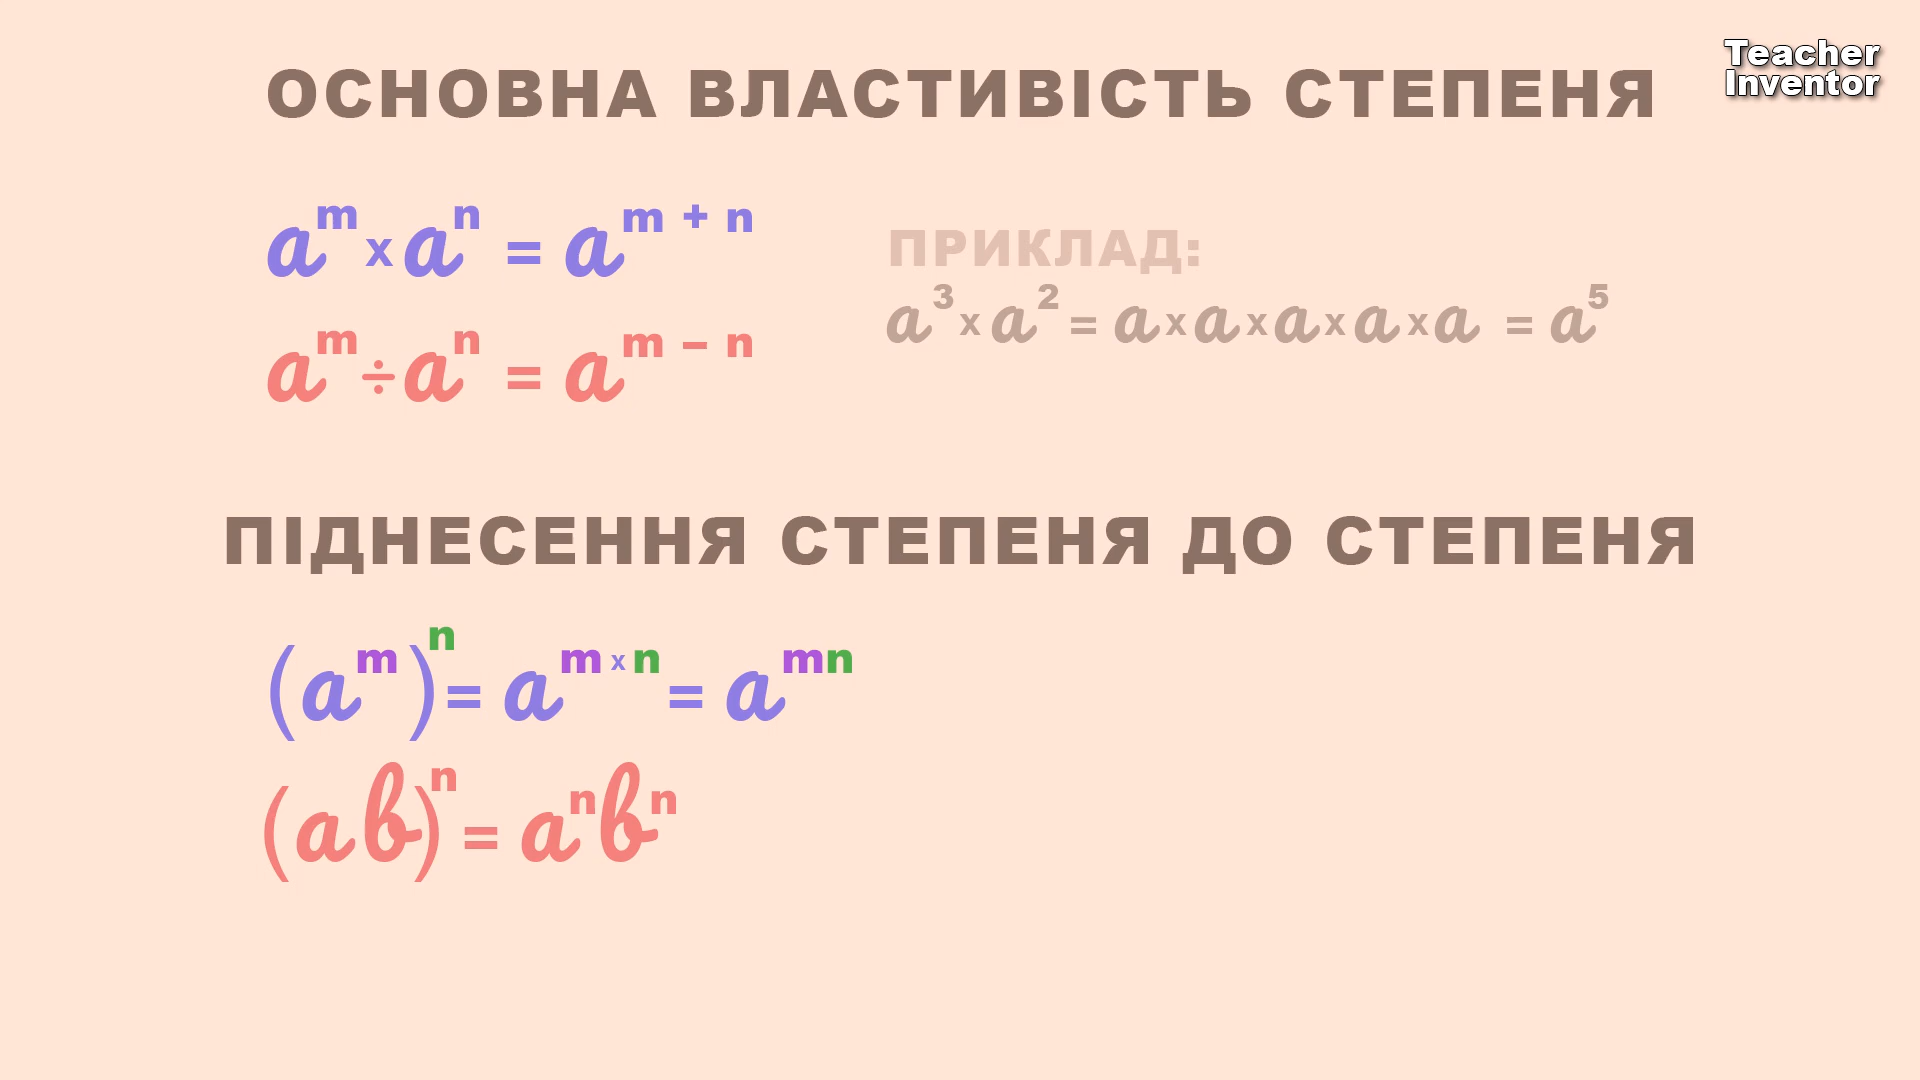 ОСНОВНА ВЛАСТИВІСТЬ СТЕПЕНЯ
Teacher
Inventor
aᵐ x aⁿ = aᵐ ⁺ ⁿ
aᵐ ÷ aⁿ = aᵐ ⁻ ⁿ
ПРИКЛАД:
a³ x a² = a x a x a x a x a = a⁵
ПІДНЕСЕННЯ СТЕПЕНЯ ДО СТЕПЕНЯ
(aᵐ)ⁿ = aᵐ ˣ ⁿ = aᵐⁿ
(ab)ⁿ = aⁿbⁿ